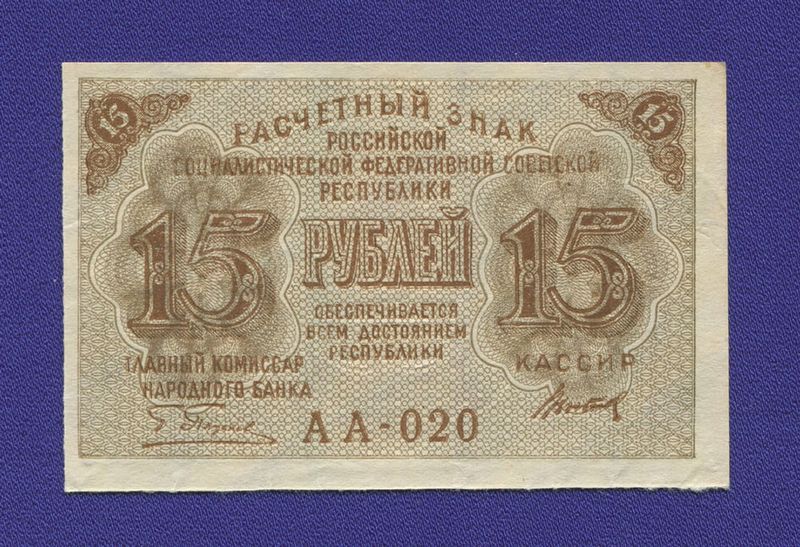 15 15
РАСЧЕТНЫЙ ЗНАК
РОССИЙСКОЙ
СОЦИАЛИСТИЧЕСКОЙ ФЕДЕРАТИВНОЙ СОВЕТСКОЙ
РЕСПУБЛИКИ
15 РУБЛЕЙ 15
ОБЕСПЕЧИВАЕТСЯ
ВСЕМ ДОСТОЯНИЕМ
РЕСПУБЛИКИ
ГЛАВНЫЙ КОМИССАР КАССИР
НАРОДНОГО БАНКА
АА-020